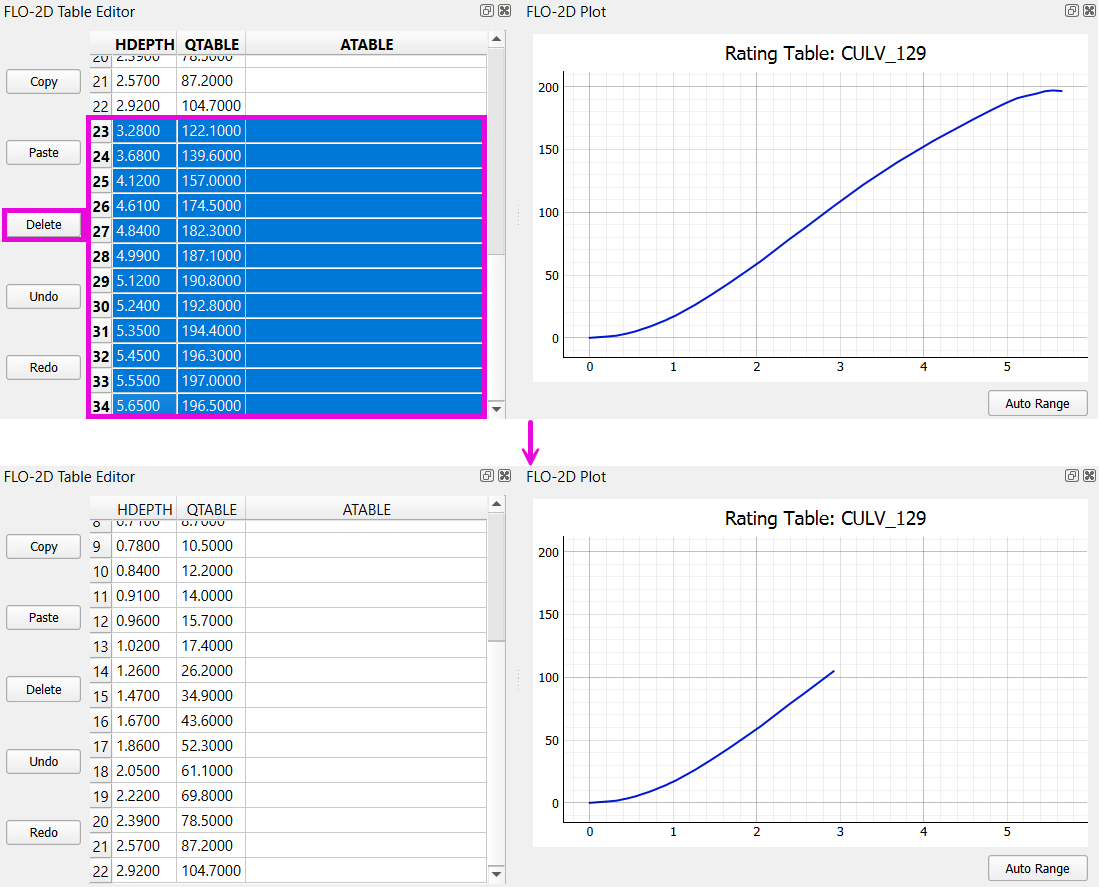 FLO-2D Table Editor
HDEPTH QTABLE ATABLE
20 2.3900 78.5000
Copy
21 2.5700 87.2000
22 2.9200 104.7000
23 3.2800 122.1000
Paste
24 3.6800 139.6000
25 4.1200 157.0000
26 4.6100 174.5000
Delete
27 4.8400 182.3000
28 4.9900 187.1000
29 5.1200 190.8000
Undo
30 5.2400 192.8000
31 5.3500 194.4000
32 5.4500 196.3000
Redo
33 5.5500 197.0000
34 5.6500 196.5000
FLO-2D Plot
Rating Table: CULV_129
200
150
100
50
0
0 1 2 3 4 5
Auto Range
FLO-2D Table Editor
HDEPTH QTABLE ATABLE
8 0.7100 8.7000
Copy
9 0.7800 10.5000
10 0.8400 12.2000
11 0.9100 14.0000
Paste
12 0.9600 15.7000
13 1.0200 17.4000
14 1.2600 26.2000
Delete
15 1.4700 34.9000
16 1.6700 43.6000
17 1.8600 52.3000
Undo
18 2.0500 61.1000
19 2.2200 69.8000
20 2.3900 78.5000
Redo
21 2.5700 87.2000
22 2.9200 104.7000
FLO-2D Plot
Rating Table: CULV_129
200
150
100
50
0
0 1 2 3 4 5
Auto Range